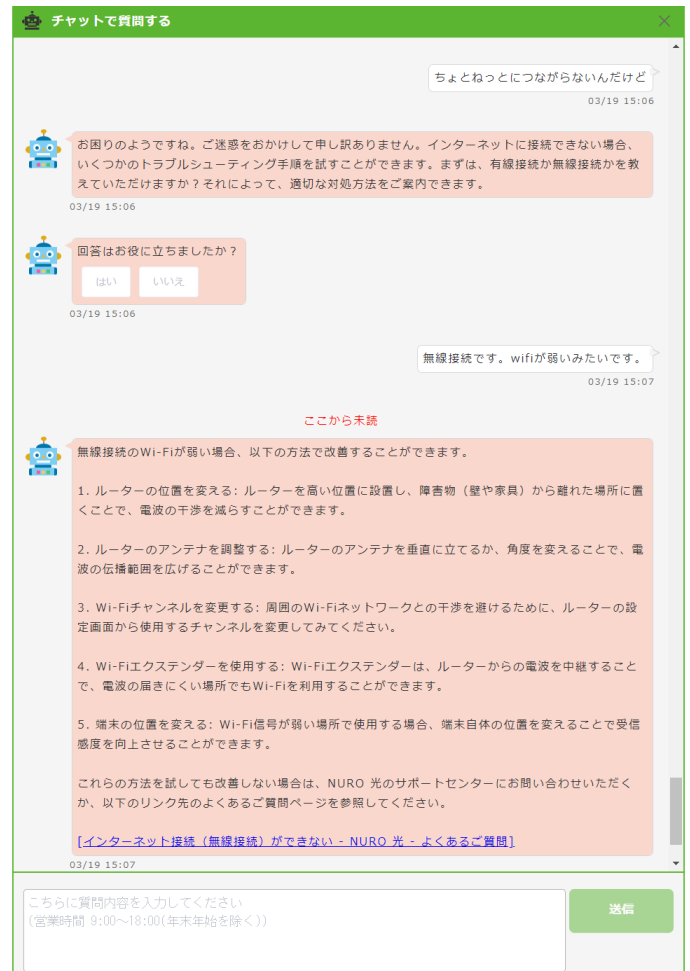 チャットで質問する
ちょとねっとにつながらないんだけど
03/19 15:06
お困りのようですね。ご迷惑をおかけして申し訳ありません。インターネットに接続できない場合、
いくつかのトラブルシューティング手順を試すことができます。まずは、有線接続か無線接続かを教
えていただけますか？それによって、適切な対処方法をご案内できます。
03/19 15:06
回答はお役に立ちましたか？
はい いいえ
03/19 15:06
無線接続です。wifiが弱いみたいです。
03/19 15:07
ここから未読
無線接続のWi-Fiが弱い場合、以下の方法で改善することができます。
1. ルーターの位置を変える: ルーターを高い位置に設置し、障害物（壁や家具）から離れた場所に置
くことで、電波の干渉を減らすことができます。
2. ルーターのアンテナを調整する: ルーターのアンテナを垂直に立てるか、角度を変えることで、電
波の伝播範囲を広げることができます。
3. Wi-Fiチャンネルを変更する: 周囲のWi-Fiネットワークとの干渉を避けるために、ルーターの設
定画面から使用するチャンネルを変更してみてください。
4. Wi-Fiエクステンダーを使用する: Wi-Fiエクステンダーは、ルーターからの電波を中継すること
で、電波の届きにくい場所でもWi-Fiを利用することができます。
5. 端末の位置を変える: Wi-Fi信号が弱い場所で使用する場合、端末自体の位置を変えることで受信
感度を向上させることができます。
これらの方法を試しても改善しない場合は、NURO 光のサポートセンターにお問い合わせいただく
か、以下のリンク先のよくあるご質問ページを参照してください。
[インターネット接続（無線接続）ができない - NURO 光 - よくあるご質問]
03/19 15:07
こちらに質問内容を入力してください
(営業時間 9:00～18:00(年末年始を除く))
送信